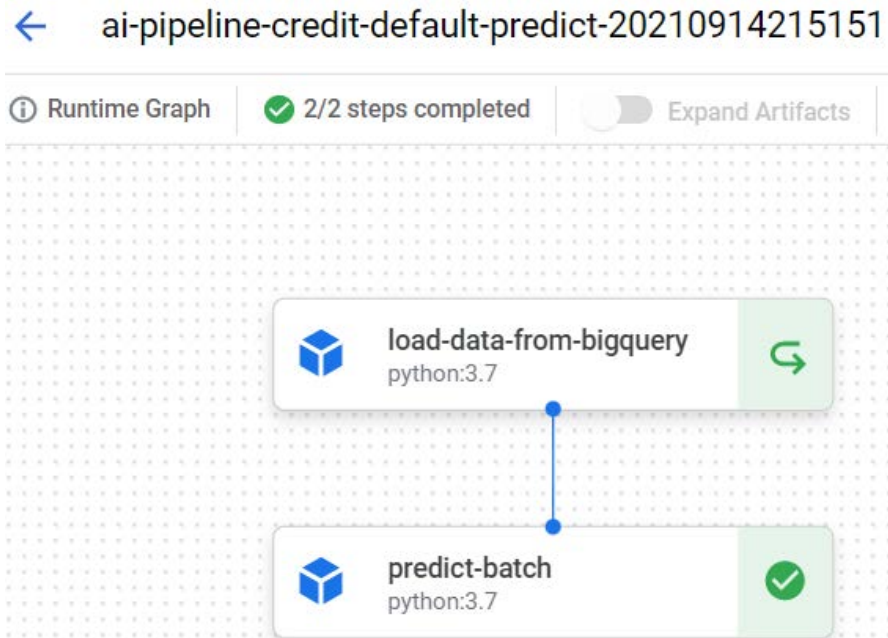 ai-pipeline-credit-default-predict-20210914215151
Runtime Graph
2/2 steps completed
Expand Artifacts
load-data-from-bigquery
python:3.7
predict-batch
python:3.7